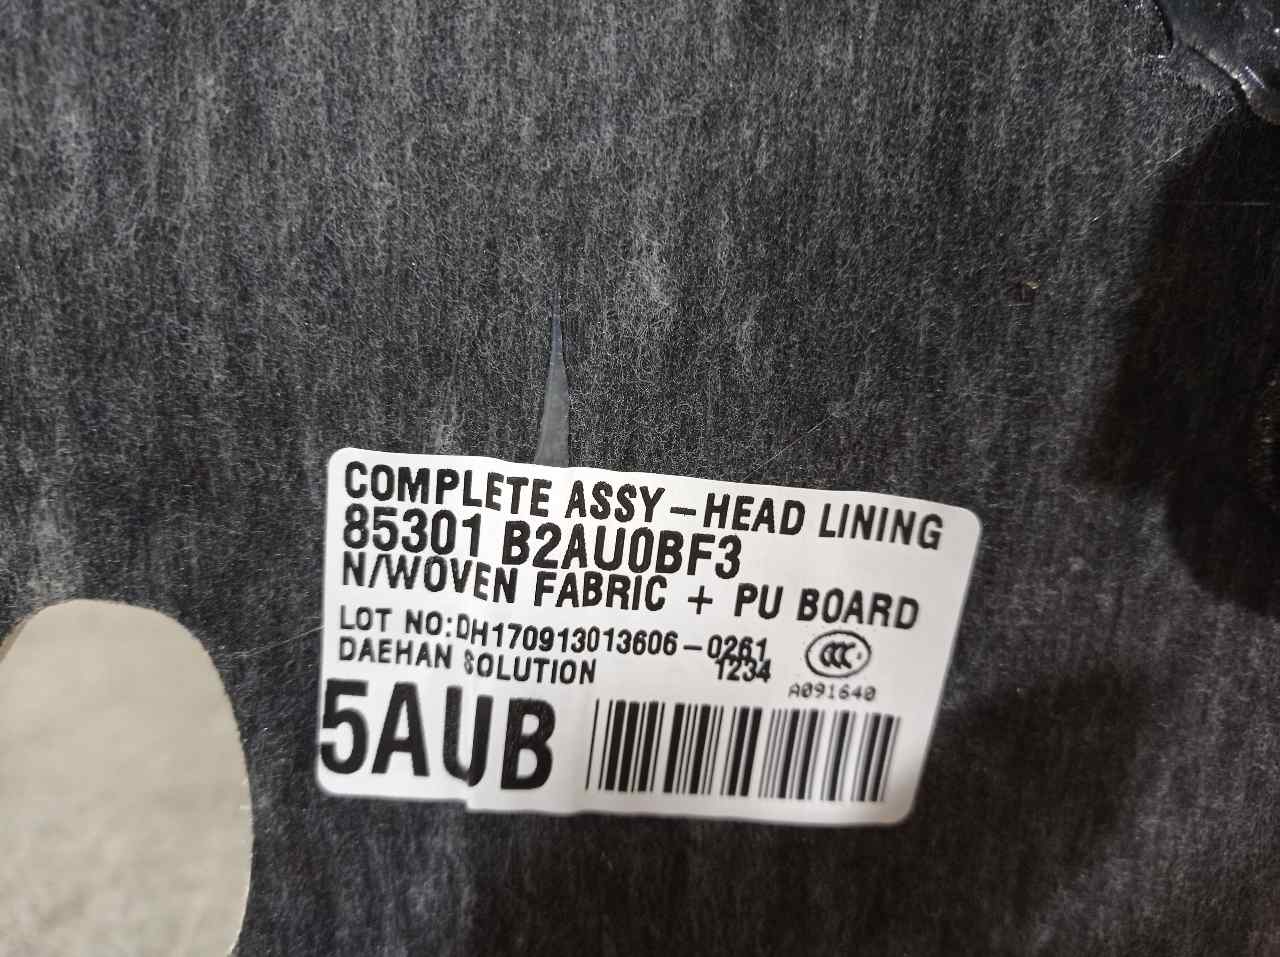 COMPLETE ASSY-HEAD LINING
85301 B2AU0BF3
N/WOVEN FABRIC + PU BOARD
LOT NO:DH170913013606-0261
1234
DAEHAN SOLUTION
CCC
A091640
5AUB